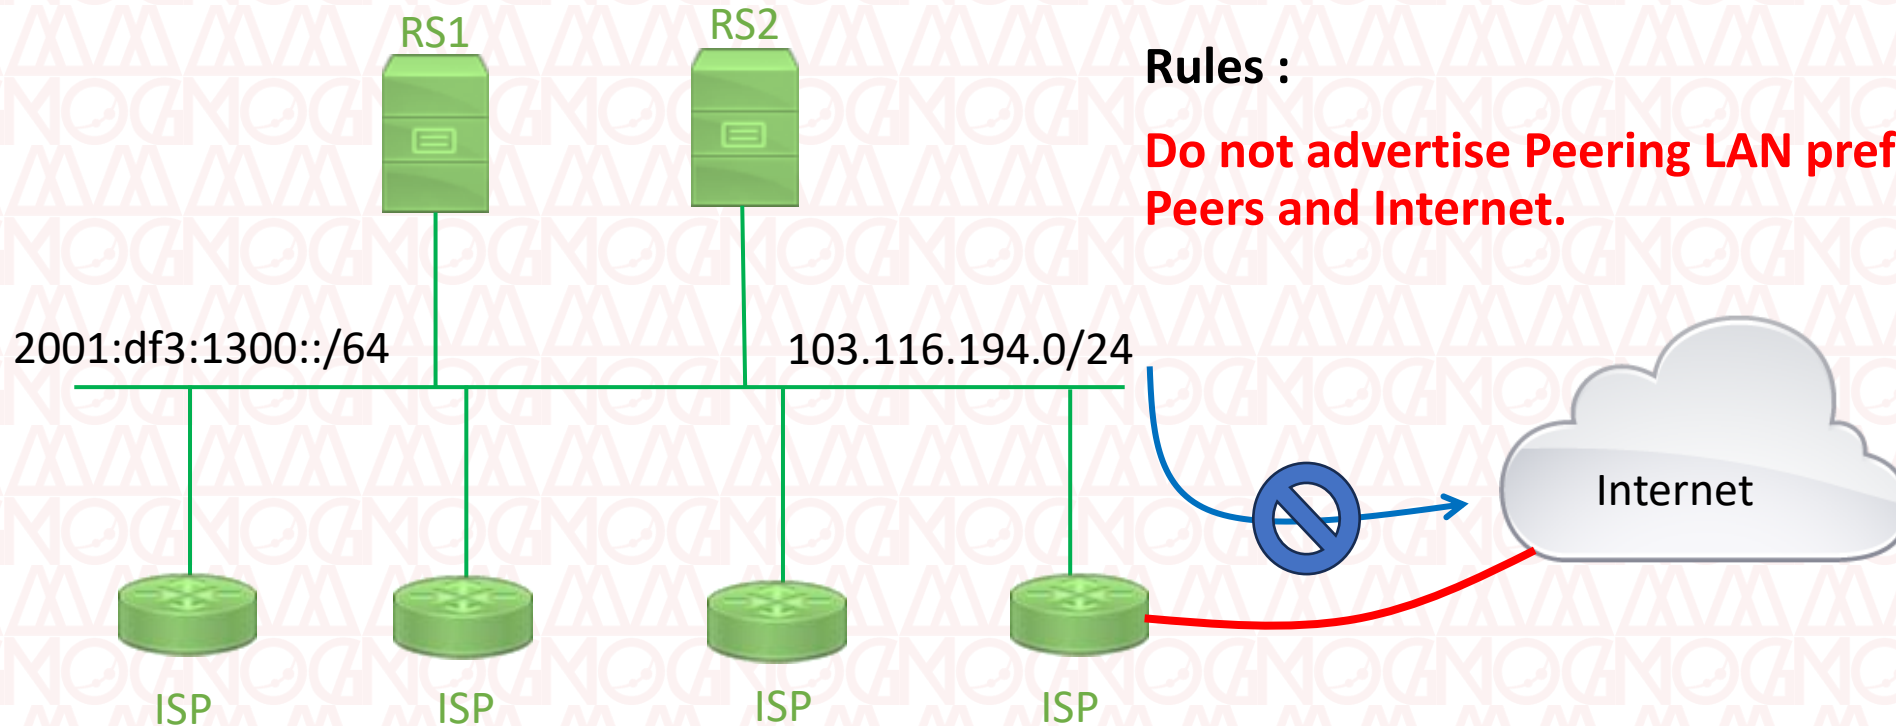 RS1
RS2
Rules :
Do not advertise Peering LAN pref
Peers and Internet.
2001:df3:1300::/64
103.116.194.0/24
Internet
ISP
ISP
ISP
ISP